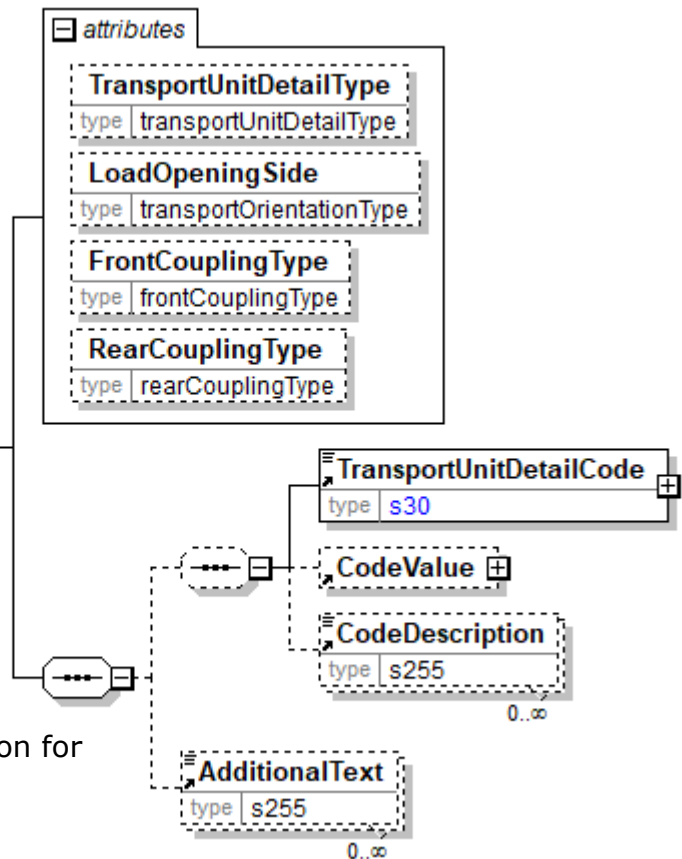 attributes
TransportUnitDetailType
type transportUnitDetailType
LoadOpeningSide
type transportOrientationType
FrontCouplingType
type frontCouplingType
RearCouplingType
type rearCouplingType
TransportUnitDetailCode
type s30
CodeValue
CodeDescription
type s255
0..∞
on for
AdditionalText
type s255
0..∞